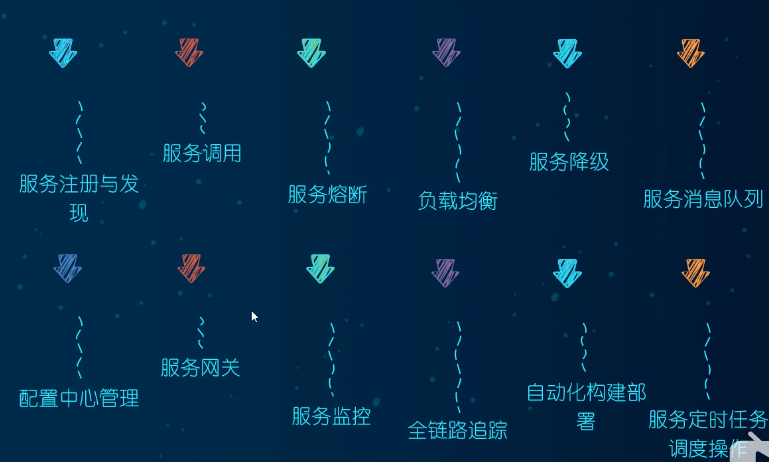 服务注册与发
现
服务调用
服务熔断
负载均衡
服务降级
服务消息队列
配置中心管理
服务网关
服务监控
全链路追踪
自动化构建部
署
服务定时任务
调度操作